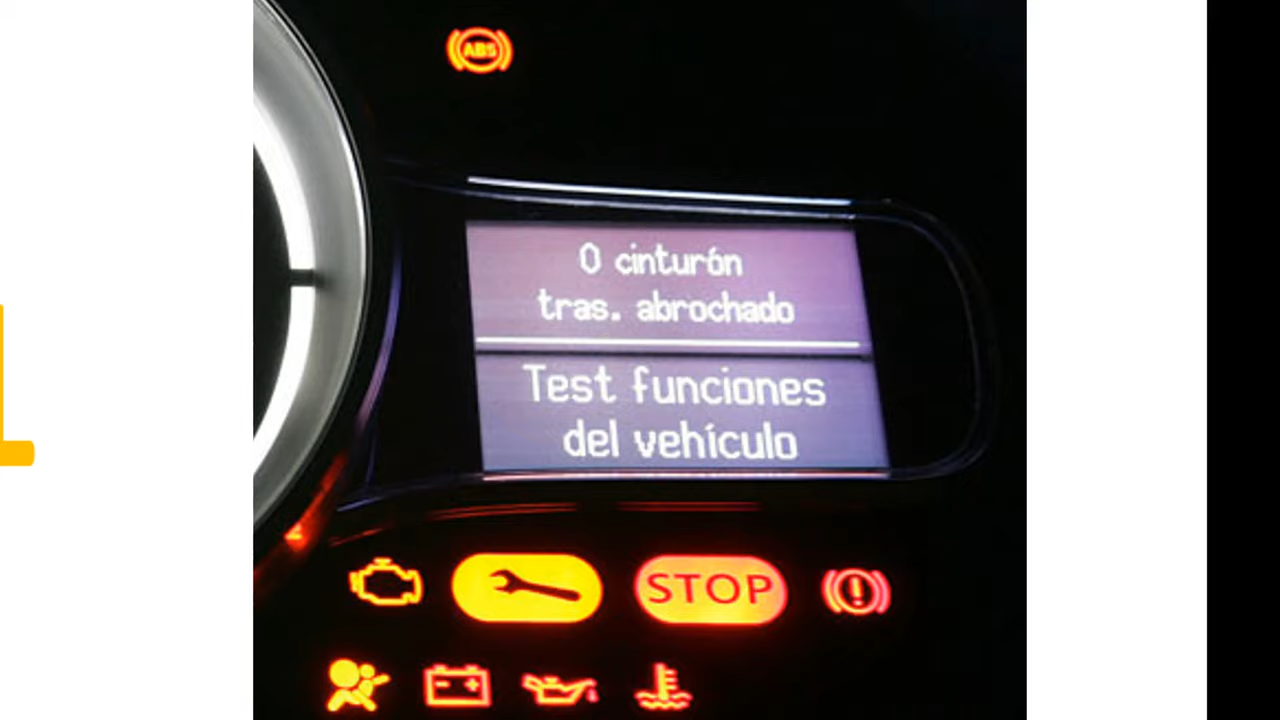 ABS
0 cinturón
tras. abrochado
Test funciones
del vehículo
STOP